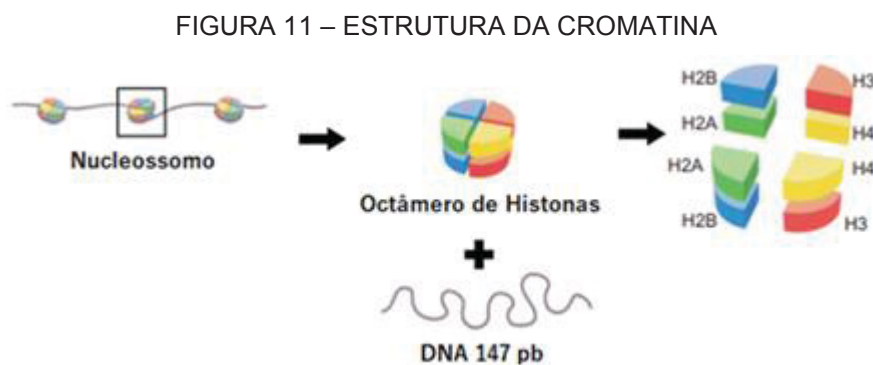 FIGURA 11 – ESTRUTURA DA CROMATINA
Nucleossomo
Octâmero de Histonas
DNA 147 pb
H2B
H3
H2A
H4
H2A
H4
H2B
H3